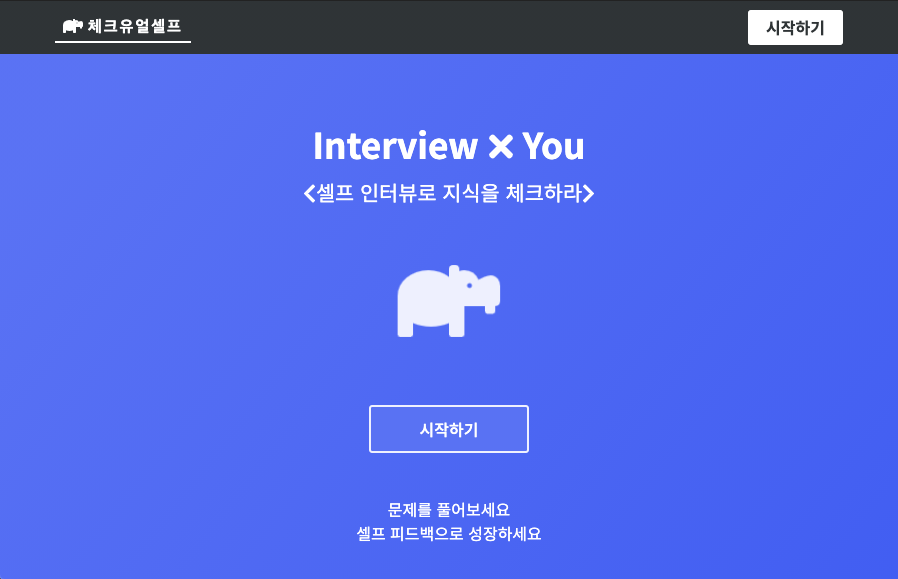 체크유얼셀프
시작하기
Interview × You
<셀프 인터뷰로 지식을 체크하라>
시작하기
문제를 풀어보세요
셀프 피드백으로 성장하세요